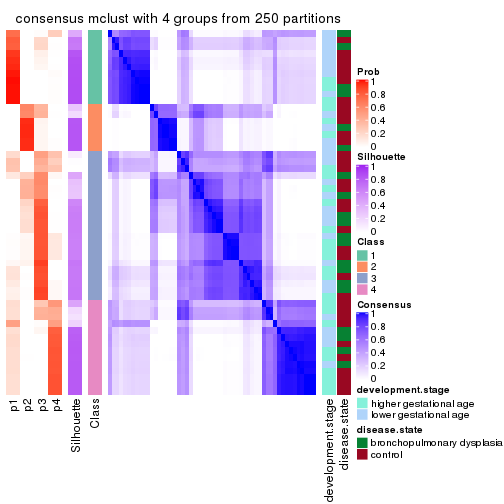 consensus mclust with 4 groups from 250 partitions
Prob
1
0.8
0.6
0.4
0.2
0
Silhouette
1
0.8
0.6
0.4
0.2
0
Class
1
2
3
4
Consensus
1
0.8
0.6
0.4
0.2
0
development.stage
higher gestational age
lower gestational age
disease.state
bronchopulmonary dysplasia
control
p1
p2
p3
p4
Silhouette
Class
development.stage
disease.state